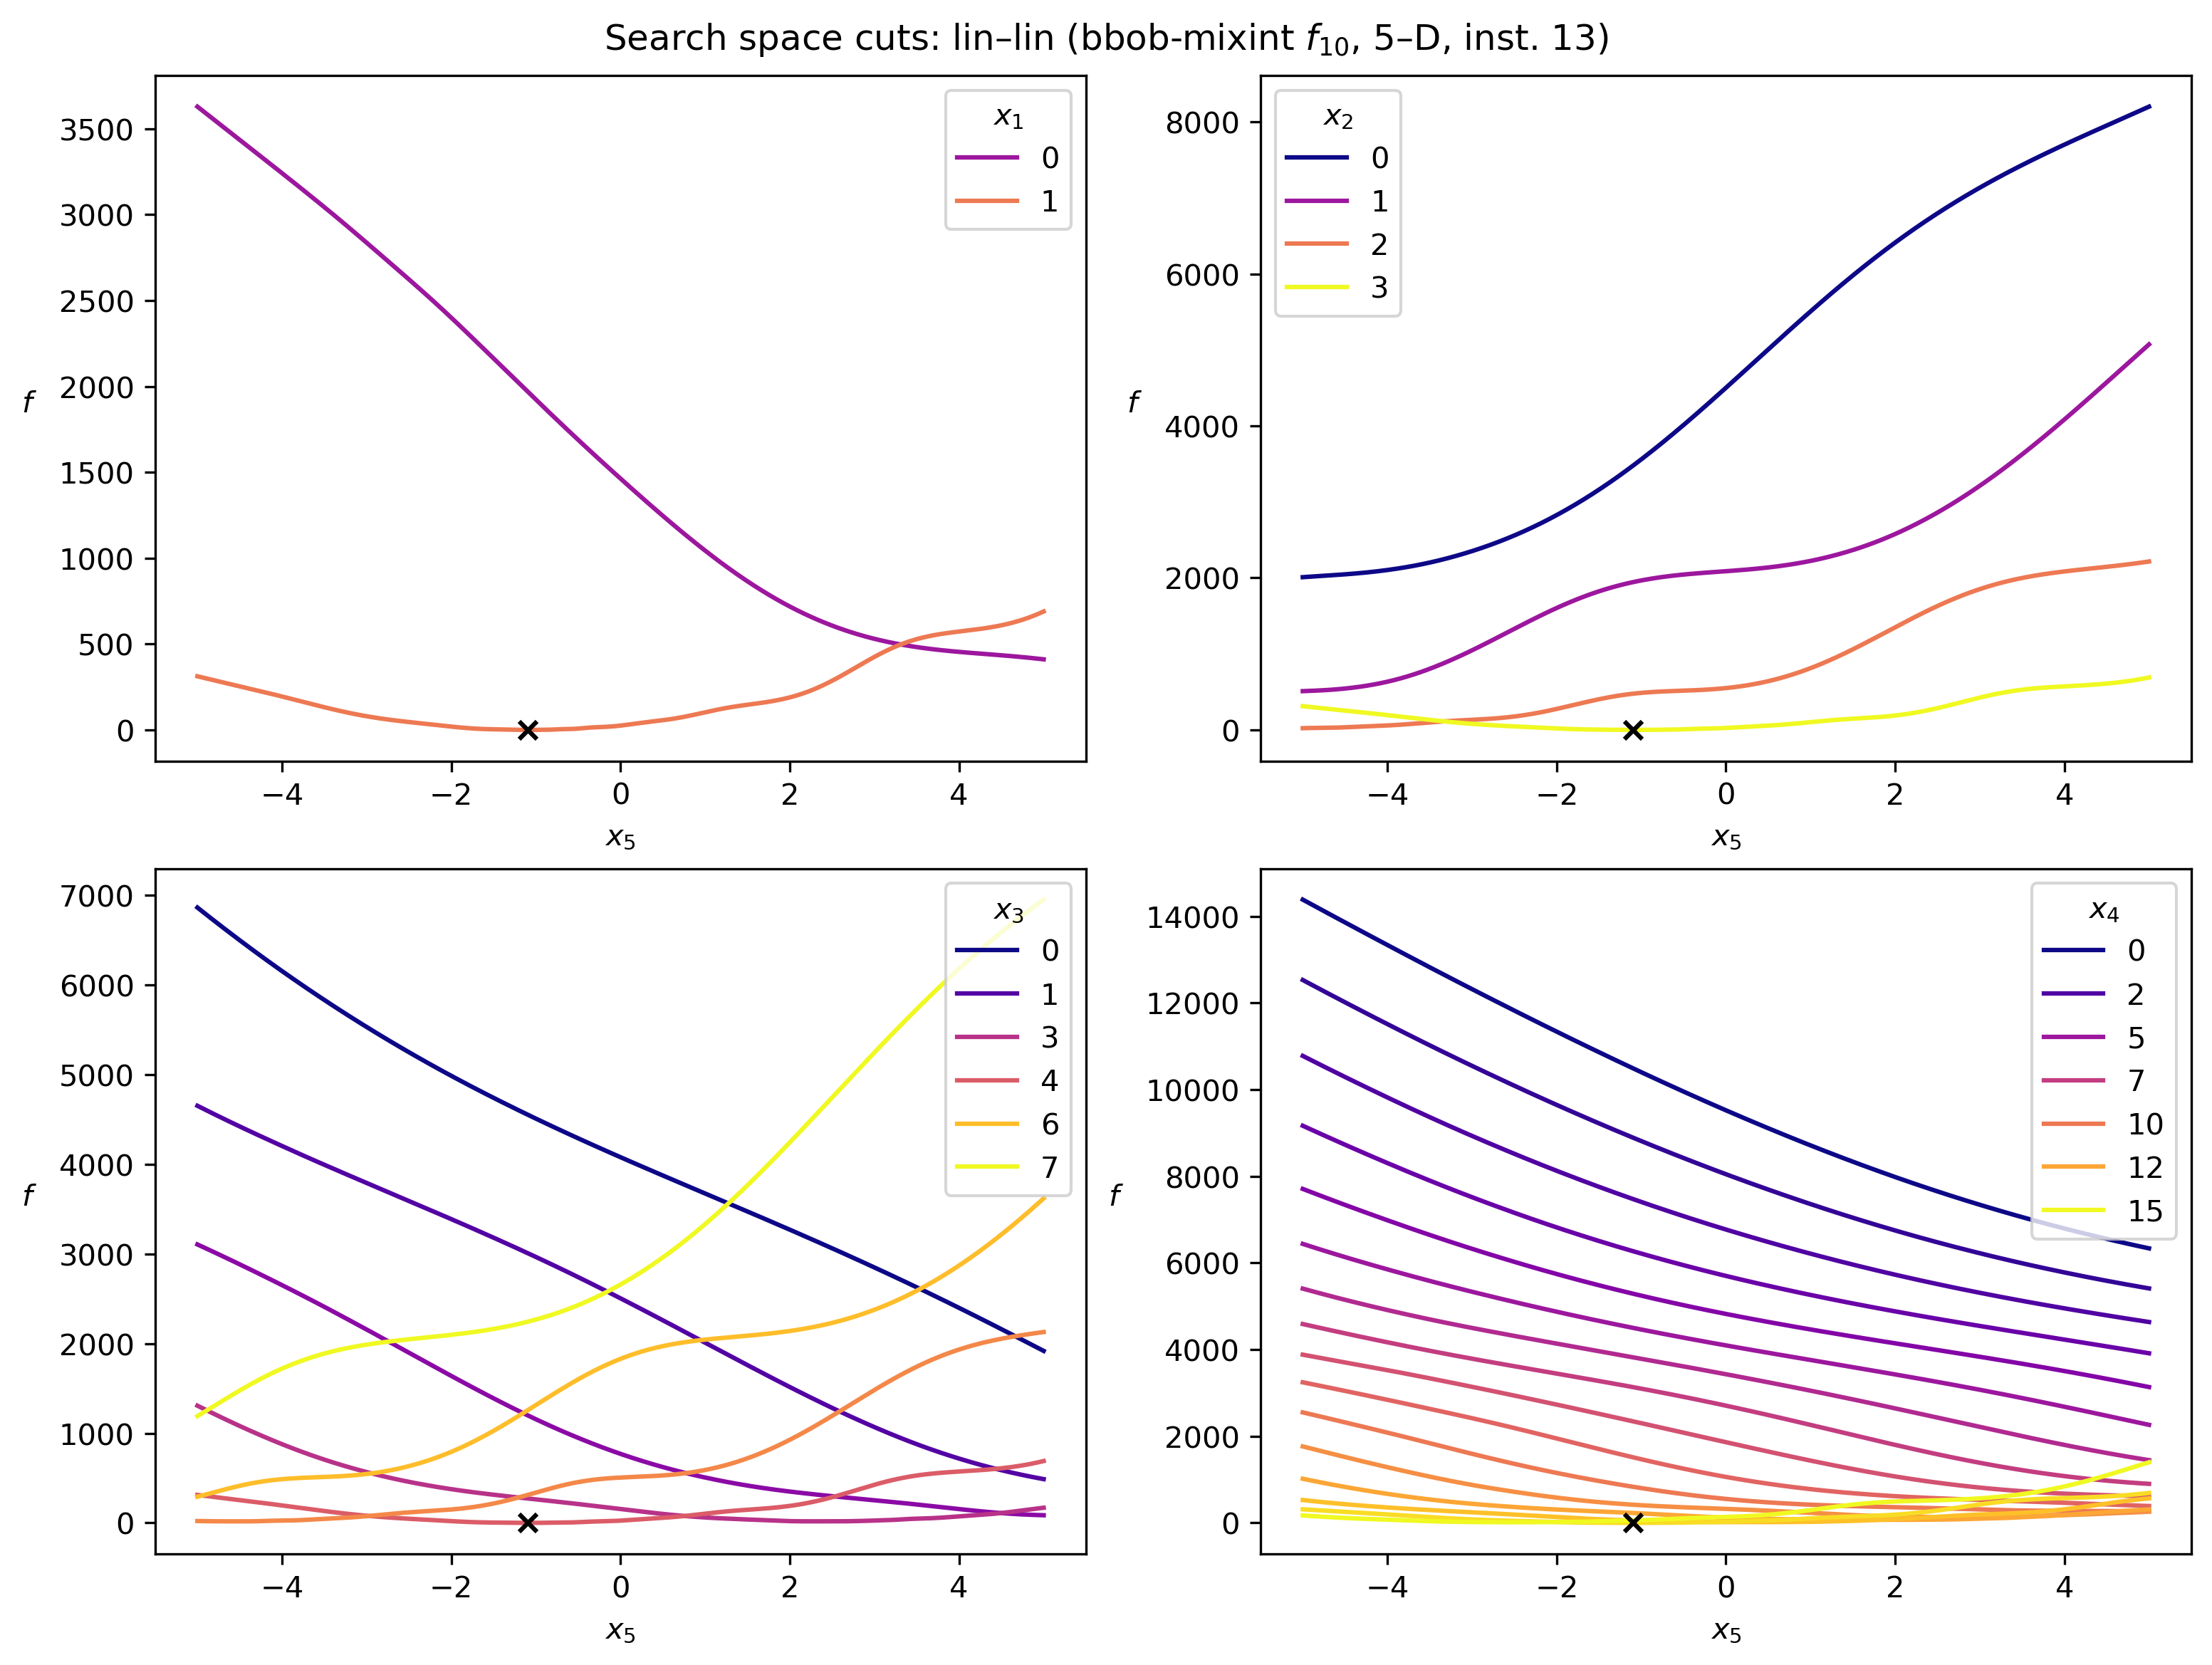 Search space cuts: lin–lin (bbob-mixint f10, 5–D, inst. 13)
3500
3000
2500
2000
1500
1000
500
0
f
−4 −2 0 2 4
x5
x1
0
1
8000
6000
4000
2000
0
f
−4 −2 0 2 4
x5
x2
0
1
2
3
7000
6000
5000
4000
3000
2000
1000
0
f
−4 −2 0 2 4
x5
x3
0
1
3
4
6
7
14000
12000
10000
8000
6000
4000
2000
0
f
−4 −2 0 2 4
x5
x4
0
2
5
7
10
12
15